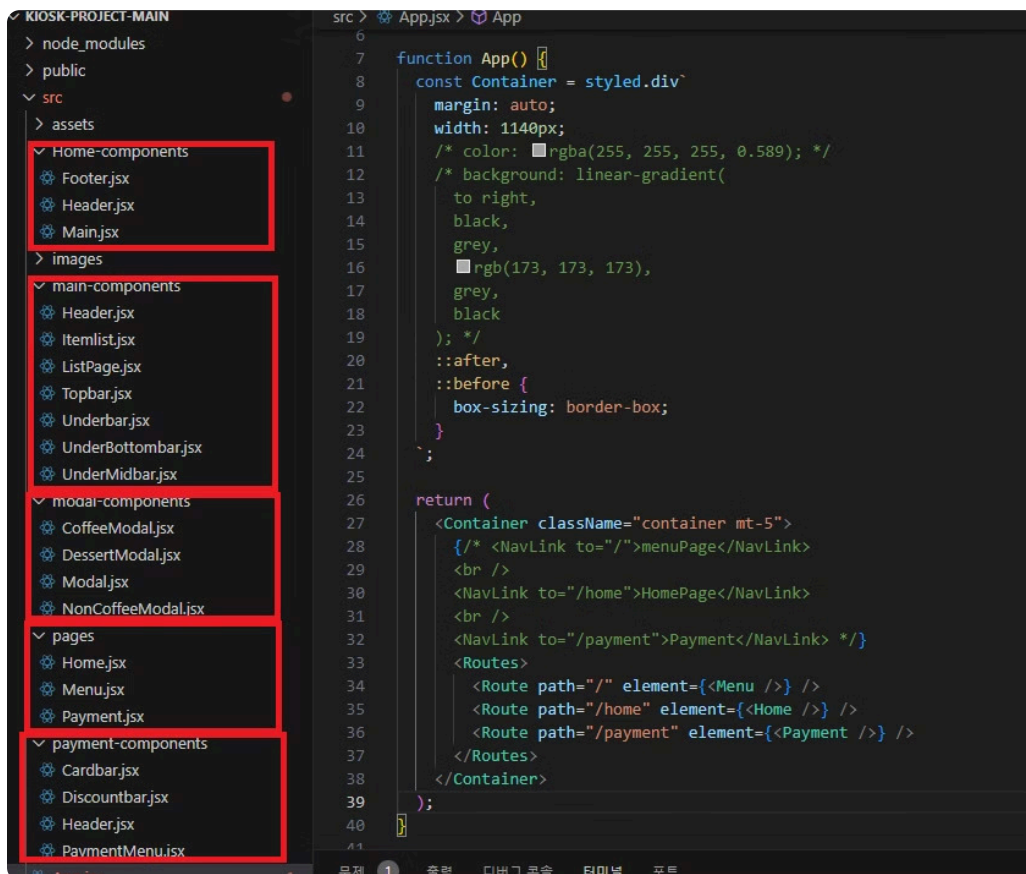 KIOSK-PROJECT-MAIN
node_modules
public
src
assets
Home-components
Footer.jsx
Header.jsx
Main.jsx
images
main-components
Header.jsx
Itemlist.jsx
ListPage.jsx
Topbar.jsx
Underbar.jsx
UnderBottombar.jsx
UnderMidbar.jsx
modal-components
CoffeeModal.jsx
DessertModal.jsx
Modal.jsx
NonCoffeeModal.jsx
pages
Home.jsx
Menu.jsx
Payment.jsx
payment-components
Cardbar.jsx
Discountbar.jsx
Header.jsx
PaymentMenu.jsx
src > App.jsx > App
6
7 function App() {
8 const Container = styled.div`
9 margin: auto;
10 width: 1140px;
11 /* color: rgba(255, 255, 255, 0.589); */
12 /* background: linear-gradient(
13 to right,
14 black,
15 grey,
16 rgb(173, 173, 173),
17 grey,
18 black
19 ); */
20 ::after,
21 ::before {
22 box-sizing: border-box;
23 }
24 `;
25
26 return (
27 <Container className="container mt-5">
28 {/* <NavLink to="/">menuPage</NavLink>
29 <br />
30 <NavLink to="/home">HomePage</NavLink>
31 <br />
32 <NavLink to="/payment">Payment</NavLink> */}
33 <Routes>
34 <Route path="/" element={<Menu />} />
35 <Route path="/home" element={<Home />} />
36 <Route path="/payment" element={<Payment />} />
37 </Routes>
38 </Container>
39 );
40 }
41
문제 1 출력 디버그 콘솔 터미널 포트